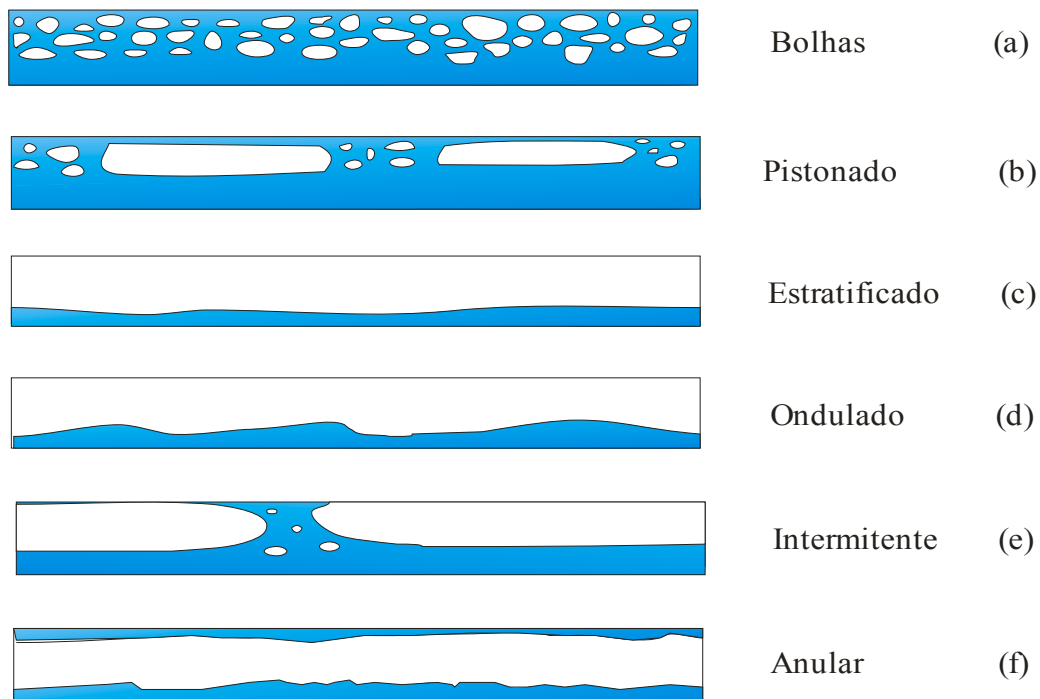 Bolhas (a)
Pistonado (b)
Estratificado (c)
Ondulado (d)
Intermitente (e)
Anular (f)